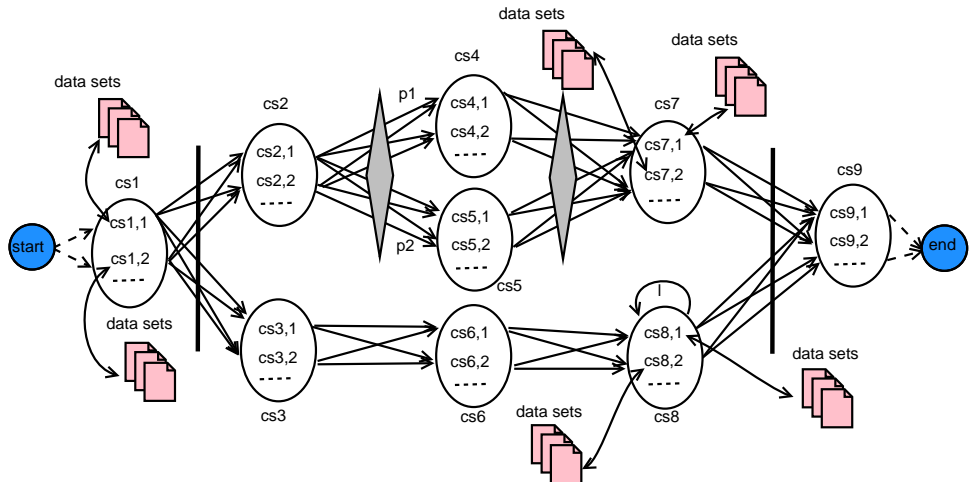 data sets
cs1
cs1,1
cs1,2
-----
data sets
start
cs2
cs2,1
cs2,2
-----
cs3,1
cs3,2
-----
cs3
p1
p2
cs4
cs4,1
cs4,2
-----
cs5,1
cs5,2
-----
cs5
cs6,1
cs6,2
-----
cs6
data sets
data sets
cs7
cs7,1
cs7,2
-----
l
cs8,1
cs8,2
-----
cs8
data sets
data sets
cs9
cs9,1
cs9,2
-----
end